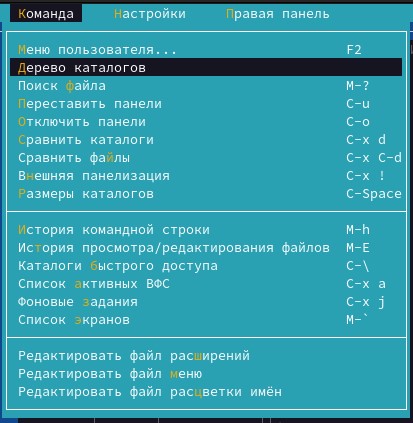 Команда Настройки Правая панель
Меню пользователя... F2
Дерево каталогов
Поиск файла M-?
Переставить панели C-u
Отключить панели C-o
Сравнить каталоги C-x d
Сравнить файлы C-x C-d
Внешняя панелизация C-x !
Размеры каталогов C-Space
История командной строки M-h
История просмотра/редактирования файлов M-E
Каталоги быстрого доступа C-\
Список активных ВФС C-x a
Фоновые задания C-x j
Список экранов M-`
Редактировать файл расширений
Редактировать файл меню
Редактировать файл расцветки имён